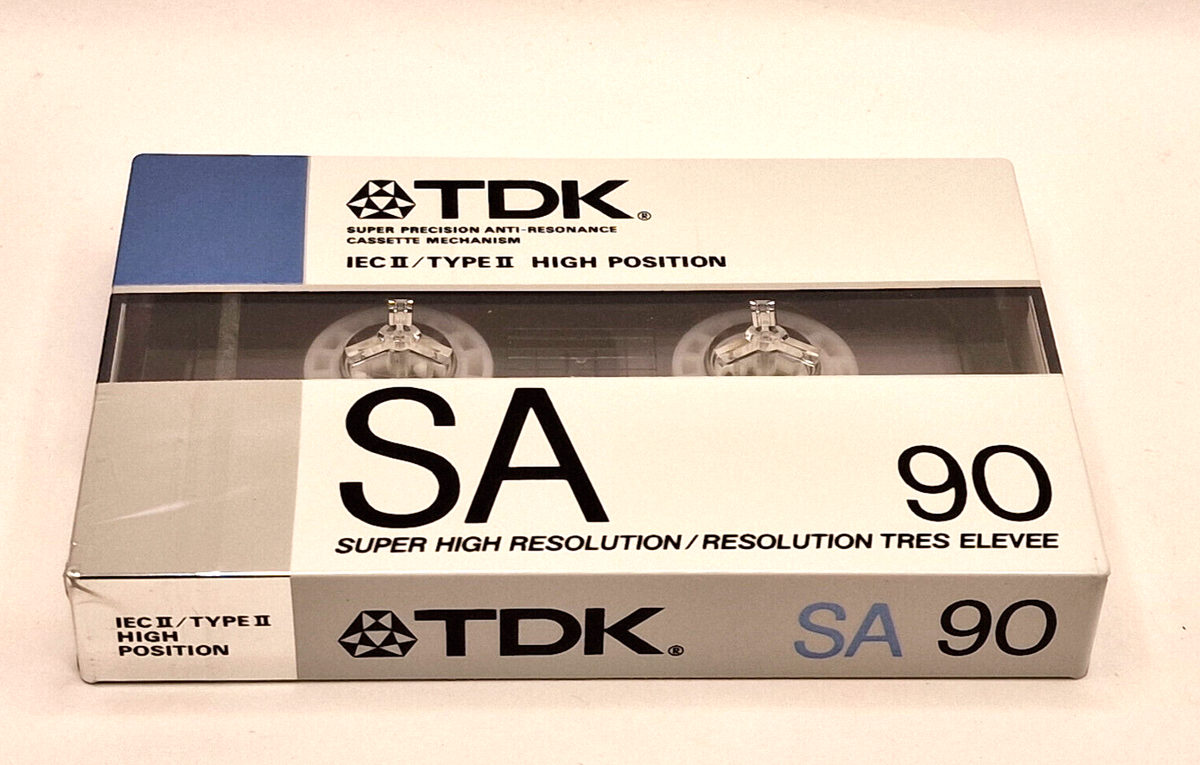 TDK®
SUPER PRECISION ANTI-RESONANCE
CASSETTE MECHANISM
IEC II/TYPE II HIGH POSITION
SA 90
SUPER HIGH RESOLUTION/RESOLUTION TRES ELEVEE
IEC II/TYPE II
HIGH
POSITION
TDK® SA 90